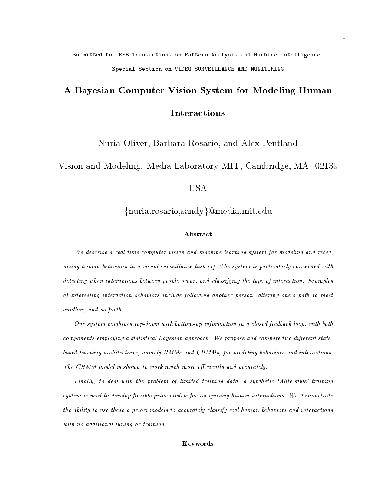 Submitted to IEEE Transactions on Pattern Analysis and Machine Intelligence
Special Section on VIDEO SURVEILLANCE AND MONITORING
A Bayesian Computer Vision System for Modeling Human
Interactions
Nuria Oliver, Barbara Rosario, and Alex Pentland
Vision and Modeling. Media Laboratory MIT, Cambridge, MA 02139
USA
{nuria,rosario,sandy}@media.mit.edu
Abstract
We describe a real-time computer vision and machine learning system for modeling and recog-
nizing human behaviors in a visual surveillance task. The system is particularly concerned with
detecting when interactions between people occur, and classifying the type of interaction. Examples
of interesting interaction behaviors include following another person, altering one's path to meet
another, and so forth.
Our system combines top-down with bottom-up information in a closed feedback loop, with both
components employing a statistical Bayesian approach. We propose and compare two different state-
based learning architectures, namely HMMs and CHMMs, for modeling behaviors and interactions.
The CHMM model is shown to work much more efficiently and accurately.
Finally, to deal with the problem of limited training data, a synthetic 'Alife-style' training
system is used to develop flexible prior models for recognizing human interactions. We demonstrate
the ability to use these a priori models to accurately classify real human behaviors and interactions
with no additional tuning or training.
Keywords